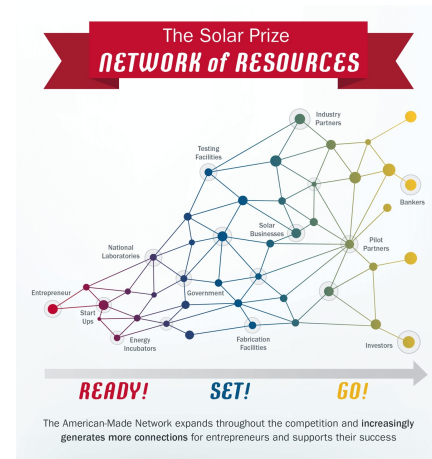 The Solar Prize
NETWORK of RESOURCES
Industry
Partners
Testing
Facilities
Bankers
Solar
Businesses
Pilot
Partners
National
Laboratories
Entrepreneur
Government
Start
Ups
Energy
Incubators
Fabrication
Facilities
Investors
READY!
SET!
GO!
The American-Made Network expands throughout the competition and increasingly
generates more connections for entrepreneurs and supports their success